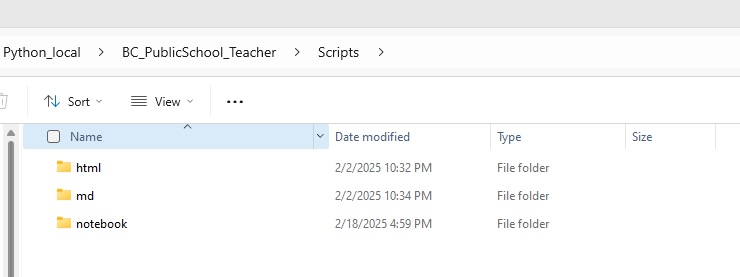 Python_local > BC_PublicSchool_Teacher > Scripts >
Sort View ...
Name Date modified Type Size
html 2/2/2025 10:32 PM File folder
md 2/2/2025 10:34 PM File folder
notebook 2/18/2025 4:59 PM File folder